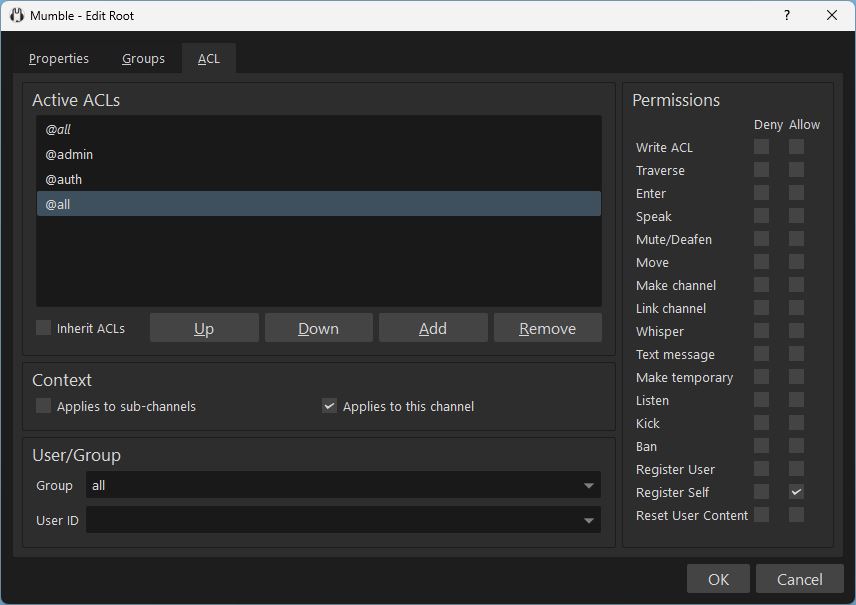 Mumble - Edit Root
?
Properties Groups ACL
Active ACLs
@all
@admin
@auth
@all
Inherit ACLs Up Down Add Remove
Context
Applies to sub-channels Applies to this channel
User/Group
Group all
User ID
Permissions
Deny Allow
Write ACL
Traverse
Enter
Speak
Mute/Deafen
Move
Make channel
Link channel
Whisper
Text message
Make temporary
Listen
Kick
Ban
Register User
Register Self
Reset User Content
OK Cancel